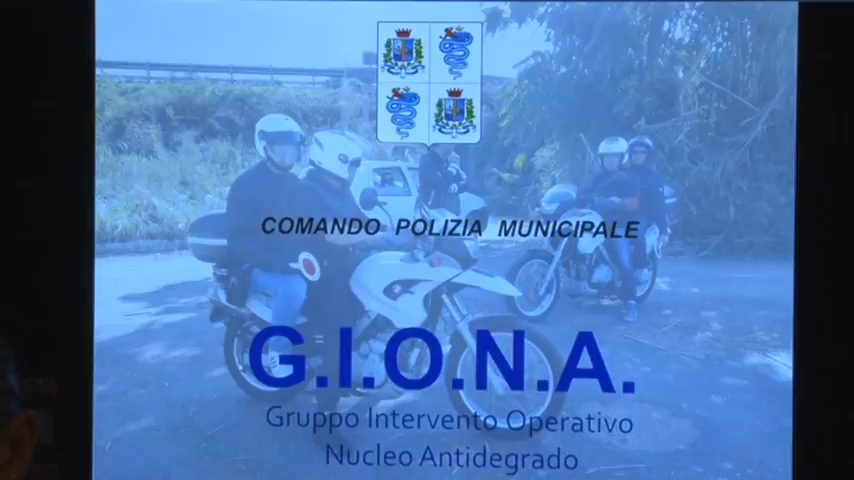 COMANDO POLIZIA MUNICIPALE
G.I.O.N.A.
Gruppo Intervento Operativo
Nucleo Antidegrado